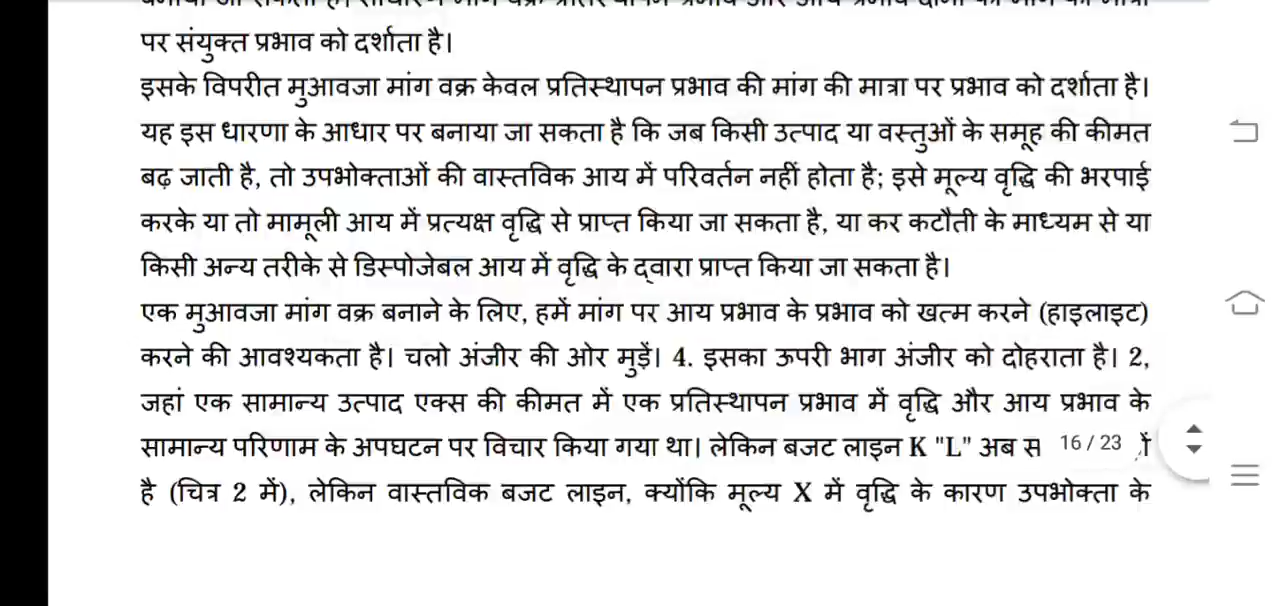 पर संयुक्त प्रभाव को दर्शाता है।
इसके विपरीत मुआवजा मांग वक्र केवल प्रतिस्थापन प्रभाव की मांग की मात्रा पर प्रभाव को दर्शाता है।
यह इस धारणा के आधार पर बनाया जा सकता है कि जब किसी उत्पाद या वस्तुओं के समूह की कीमत
बढ़ जाती है, तो उपभोक्ताओं की वास्तविक आय में परिवर्तन नहीं होता है; इसे मूल्य वृद्धि की भरपाई
करके या तो मामूली आय में प्रत्यक्ष वृद्धि से प्राप्त किया जा सकता है, या कर कटौती के माध्यम से या
किसी अन्य तरीके से डिस्पोजेबल आय में वृद्धि के द्वारा प्राप्त किया जा सकता है।
एक मुआवजा मांग वक्र बनाने के लिए, हमें मांग पर आय प्रभाव के प्रभाव को खत्म करने (हाइलाइट)
करने की आवश्यकता है। चलो अंजीर की ओर मुड़ें। 4. इसका ऊपरी भाग अंजीर को दोहराता है। 2,
जहां एक सामान्य उत्पाद एक्स की कीमत में एक प्रतिस्थापन प्रभाव में वृद्धि और आय प्रभाव के
सामान्य परिणाम के अपघटन पर विचार किया गया था। लेकिन बजट लाइन K "L" अब 16 / 23
है (चित्र 2 में), लेकिन वास्तविक बजट लाइन, क्योंकि मूल्य X में वृद्धि के कारण उपभोक्ता के